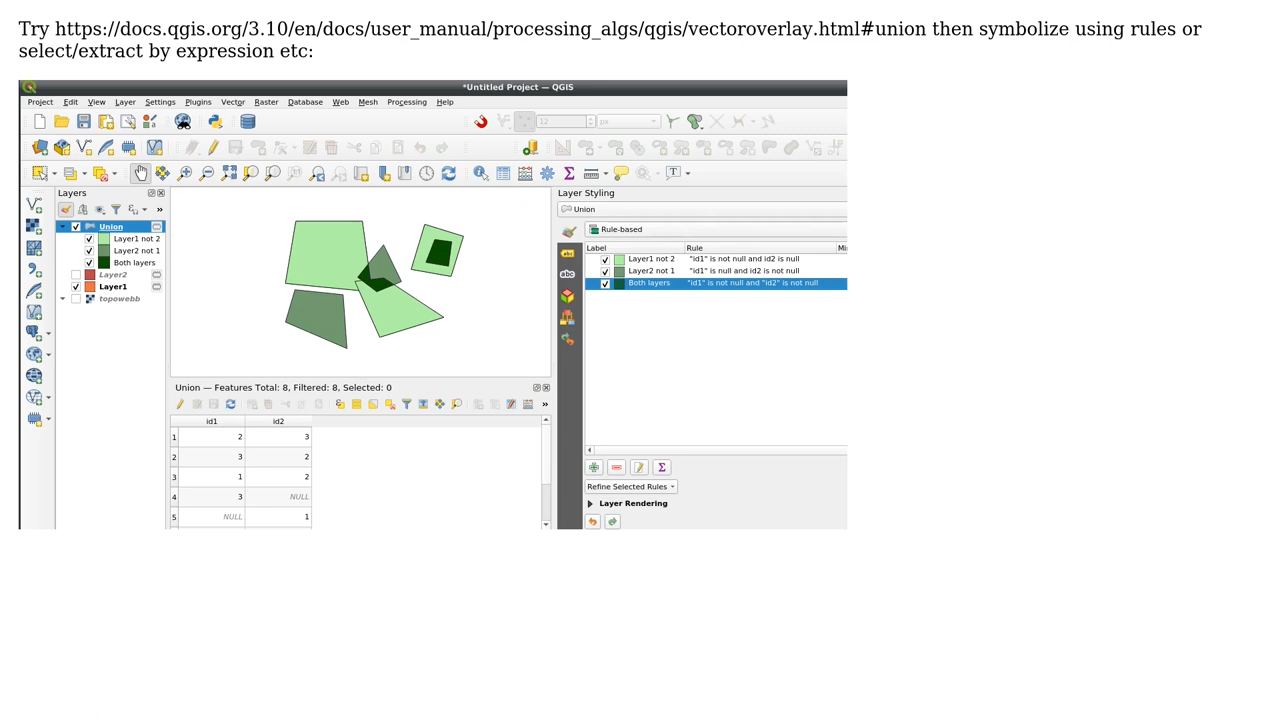 Try https://docs.qgis.org/3.10/en/docs/user_manual/processing_algs/qgis/vectoroverlay.html#union then symbolize using rules or
select/extract by expression etc:
*Untitled Project — QGIS
Project Edit View Layer Settings Plugins Vector Raster Database Web Mesh Processing Help
12 px
Layers
Union
Layer1 not 2
Layer2 not 1
Both layers
Layer2
Layer1
topowebb
Union — Features Total: 8, Filtered: 8, Selected: 0
id1 id2
1 2 3
2 3 2
3 1 2
4 3 NULL
5 NULL 1
Layer Styling
Union
Rule-based
Label Rule Mi
Layer1 not 2 "id1" is not null and id2 is null
Layer2 not 1 "id1" is null and id2 is not null
Both layers "id1" is not null and "id2" is not null
Refine Selected Rules
Layer Rendering